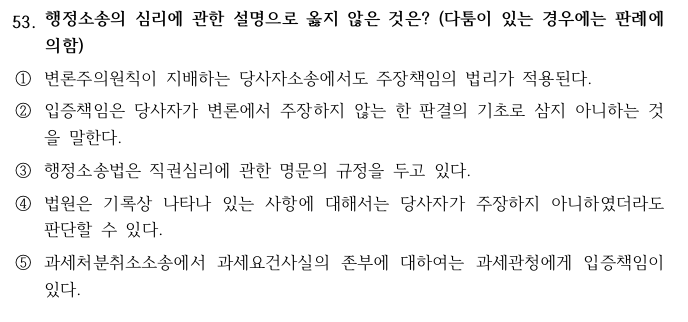 53. 행정소송의 심리에 관한 설명으로 옳지 않은 것은? (다툼이 있는 경우에는 판례에
의함)
① 변론주의원칙이 지배하는 당사자소송에서도 주장책임의 법리가 적용된다.
② 입증책임은 당사자가 변론에서 주장하지 않는 한 판결의 기초로 삼지 아니하는 것
을 말한다.
③ 행정소송법은 직권심리에 관한 명문의 규정을 두고 있다.
④ 법원은 기록상 나타나 있는 사항에 대해서는 당사자가 주장하지 아니하였더라도
판단할 수 있다.
⑤ 과세처분취소소송에서 과세요건사실의 존부에 대하여는 과세관청에게 입증책임이
있다.